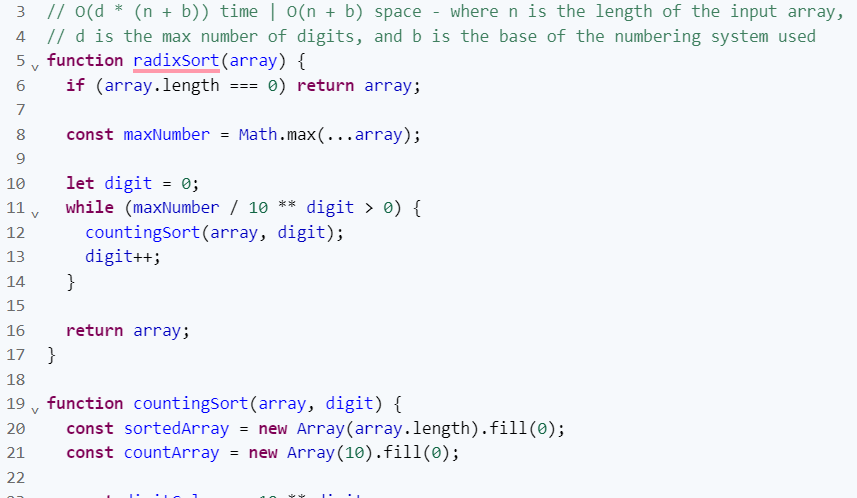 3 // O(d * (n + b)) time | O(n + b) space - where n is the length of the input array,
4 // d is the max number of digits, and b is the base of the numbering system used
5 function radixSort(array) {
6 if (array.length === 0) return array;
7
8 const maxNumber = Math.max(...array);
9
10 let digit = 0;
11 while (maxNumber / 10 ** digit > 0) {
12 countingSort(array, digit);
13 digit++;
14 }
15
16 return array;
17 }
18
19 function countingSort(array, digit) {
20 const sortedArray = new Array(array.length).fill(0);
21 const countArray = new Array(10).fill(0);
22